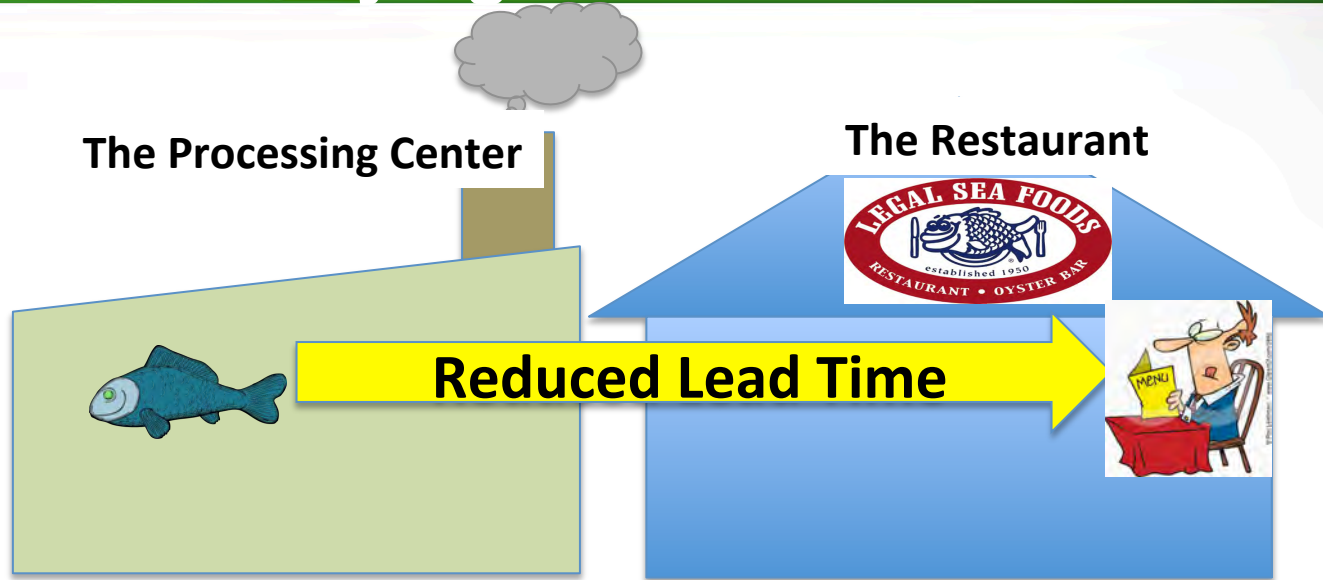 The Processing Center
The Restaurant
LEGAL SEA FOODS
established 1950
RESTAURANT • OYSTER BAR
Reduced Lead Time
MENU